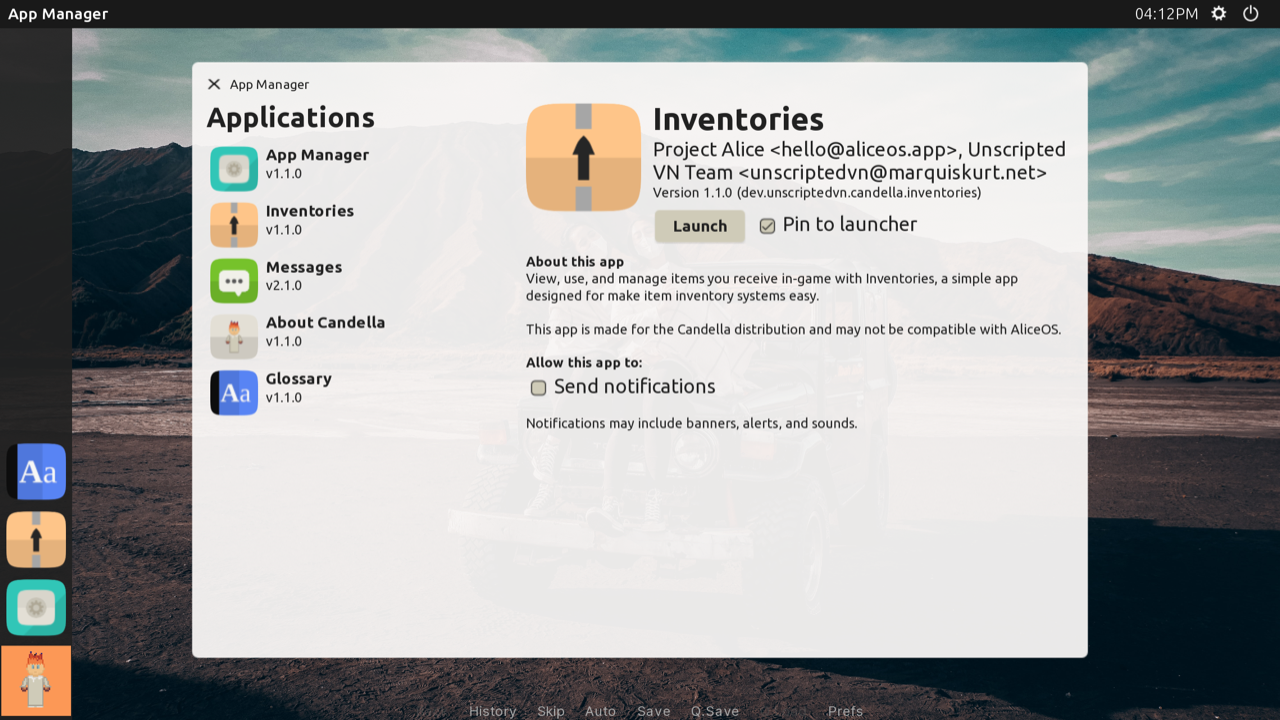 App Manager
04:12PM
App Manager
Applications
App Manager
v1.1.0
Inventories
v1.1.0
Messages
v2.1.0
About Candella
v1.1.0
Aa
Glossary
v1.1.0
Inventories
Project Alice <hello@aliceos.app>, Unscripted
VN Team <unscriptedvn@marquiskurt.net>
Version 1.1.0 (dev.unscriptedvn.candella.inventories)
Launch
Pin to launcher
About this app
View, use, and manage items you receive in-game with Inventories, a simple app
designed for make item inventory systems easy.
This app is made for the Candella distribution and may not be compatible with AliceOS.
Allow this app to:
Send notifications
Notifications may include banners, alerts, and sounds.
Aa
History Skip Auto Save Q.Save Prefs